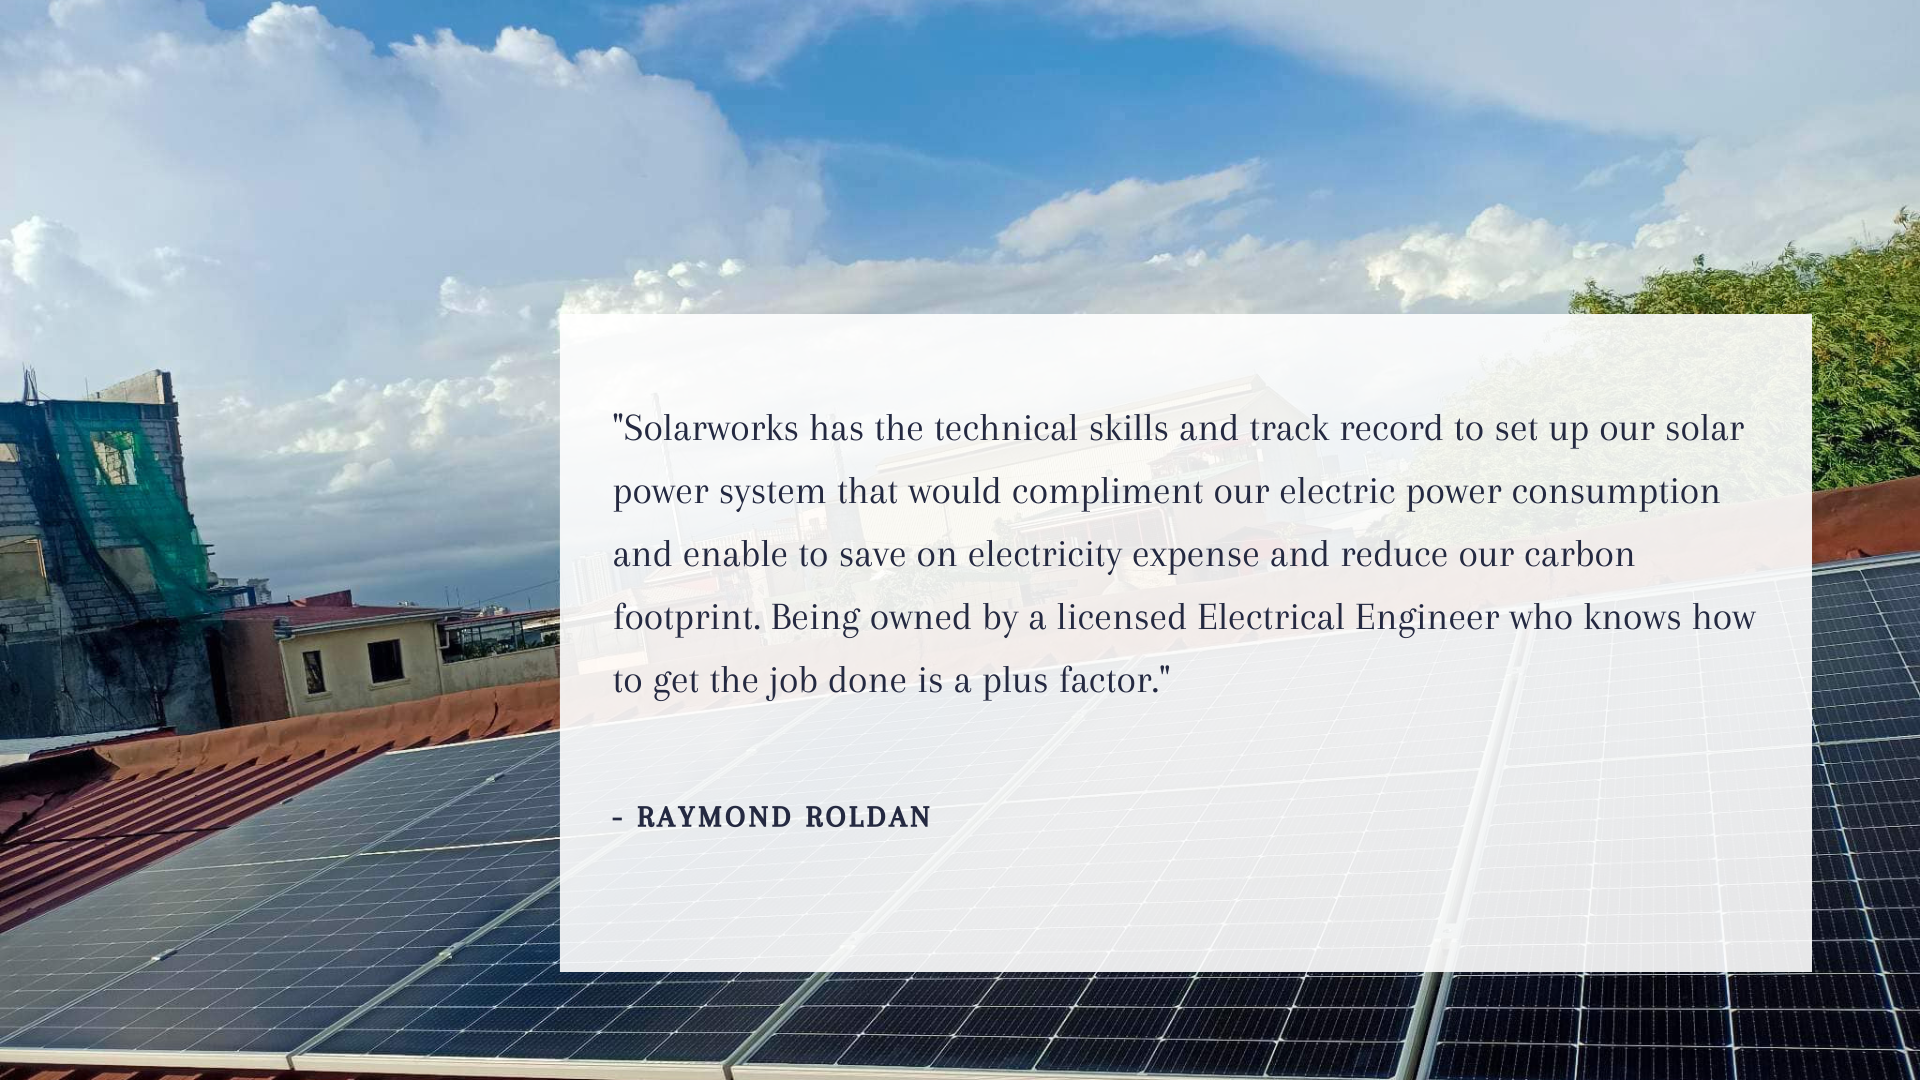 "Solarworks has the technical skills and track record to set up our solar
power system that would compliment our electric power consumption
and enable to save on electricity expense and reduce our carbon
footprint. Being owned by a licensed Electrical Engineer who knows how
to get the job done is a plus factor."
- RAYMOND ROLDAN